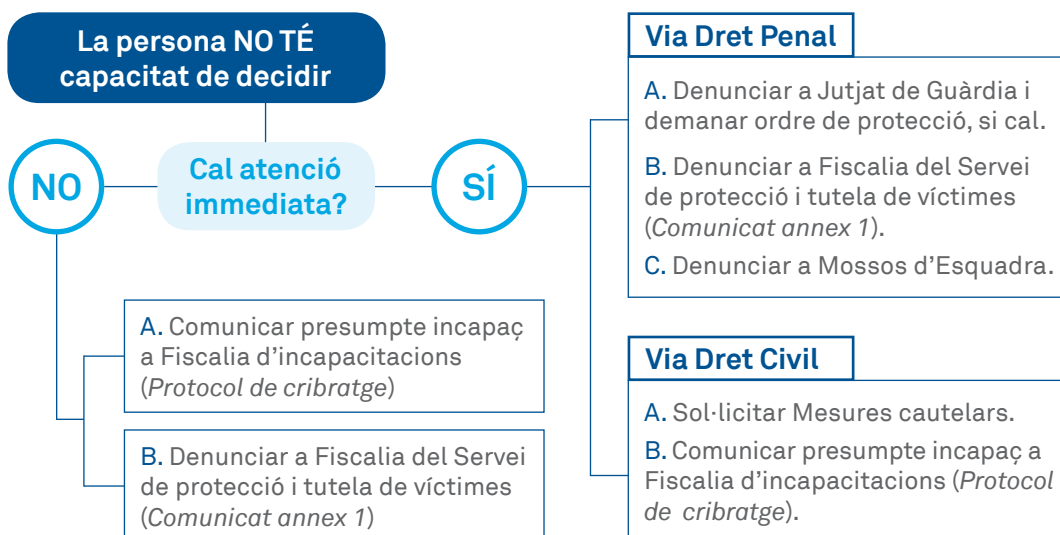 La persona NO TÉ
capacitat de decidir
NO
Cal atenció
immediata?
SÍ
A. Comunicar presumpte incapaç
a Fiscalia d’incapacitacions
(Protocol de cribratge)
B. Denunciar a Fiscalia del Servei
de protecció i tutela de víctimes
(Comunicat annex 1)
Via Dret Penal
A. Denunciar a Jutjat de Guàrdia i
demanar ordre de protecció, si cal.
B. Denunciar a Fiscalia del Servei
de protecció i tutela de víctimes
(Comunicat annex 1).
C. Denunciar a Mossos d’Esquadra.
Via Dret Civil
A. Sol·licitar Mesures cautelars.
B. Comunicar presumpte incapaç a
Fiscalia d’incapacitacions (Protocol
de cribratge).